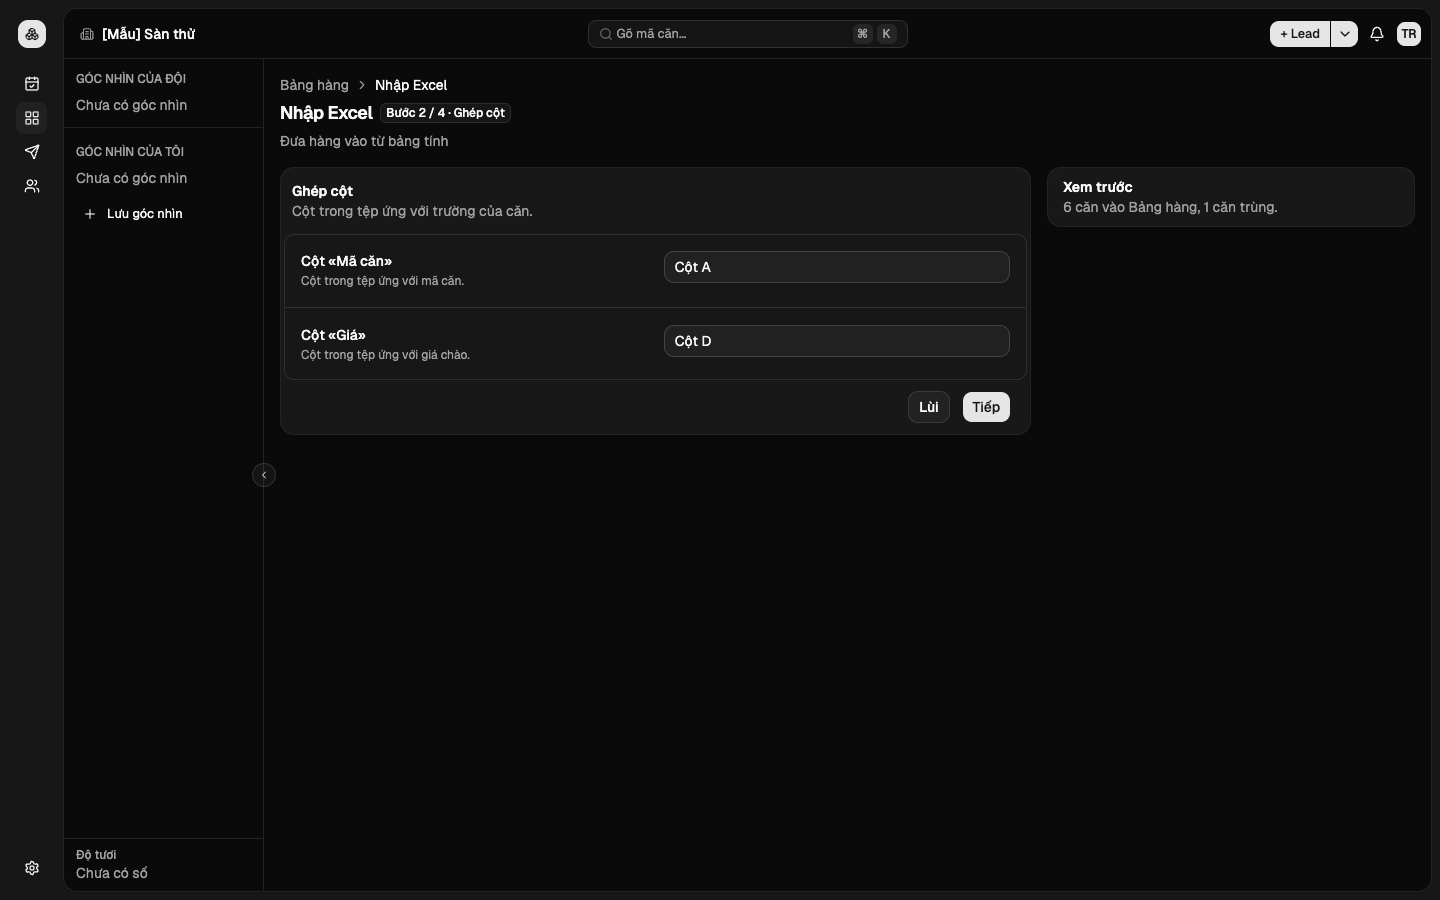 [Mẫu] Sàn thử
Gõ mã căn...
⌘ K
+ Lead
TR
GÓC NHÌN CỦA ĐỘI
Chưa có góc nhìn
GÓC NHÌN CỦA TÔI
Chưa có góc nhìn
Lưu góc nhìn
Độ tươi
Chưa có số
Bảng hàng > Nhập Excel
Nhập Excel
Bước 2 / 4 · Ghép cột
Đưa hàng vào từ bảng tính
Ghép cột
Cột trong tệp ứng với trường của căn.
Cột «Mã căn»
Cột trong tệp ứng với mã căn.
Cột A
Cột «Giá»
Cột trong tệp ứng với giá chào.
Cột D
Lùi
Tiếp
Xem trước
6 căn vào Bảng hàng, 1 căn trùng.